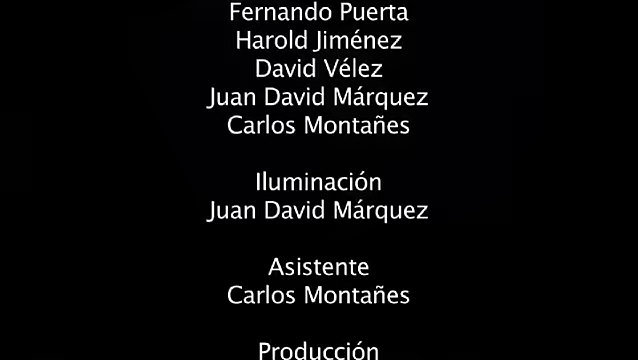 Fernando Puerta
Harold Jiménez
David Vélez
Juan David Márquez
Carlos Montañes
Iluminación
Juan David Márquez
Asistente
Carlos Montañes
Producción